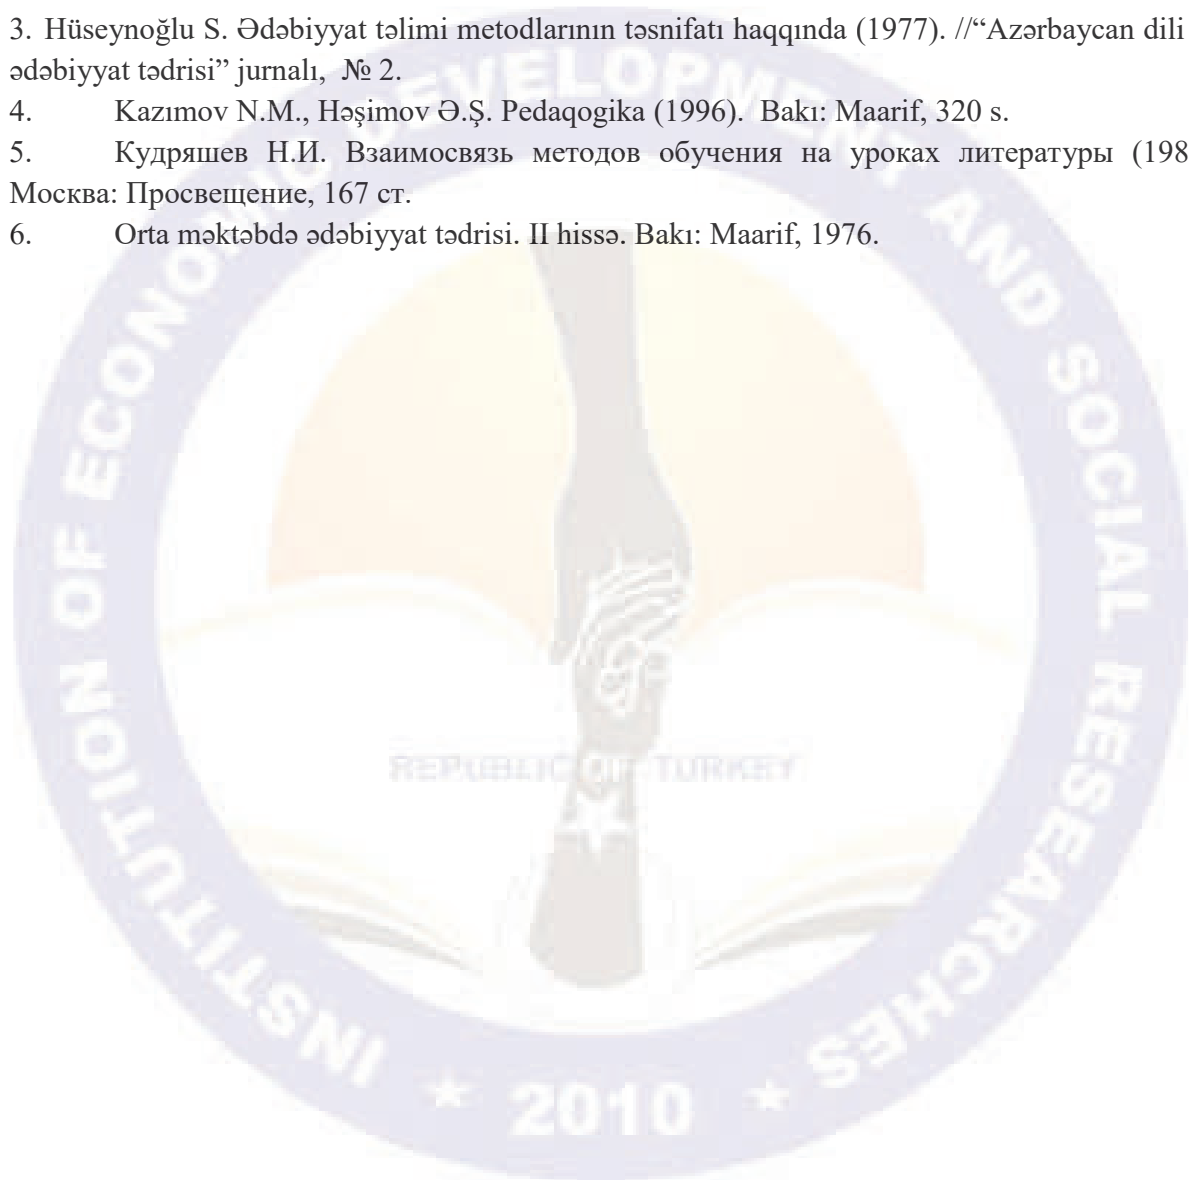 3. Hüseynoğlu S. Ədəbiyyat təlimi metodlarının təsnifatı haqqında (1977). //“Azərbaycan dili
ədəbiyyat tədrisi” jurnalı, № 2.
4. Kazımov N.M., Həşimov Ə.Ş. Pedaqogika (1996). Bakı: Maarif, 320 s.
5. Кудряшев Н.И. Взаимосвязь методов обучения на уроках литературы (198
Москва: Просвещение, 167 ст.
6. Orta məktəbdə ədəbiyyat tədrisi. II hissə. Bakı: Maarif, 1976.
INSTITUTION OF ECONOMIC DEVELOPMENT AND SOCIAL RESEARCHES
REPUBLIC OF TURKEY
2010